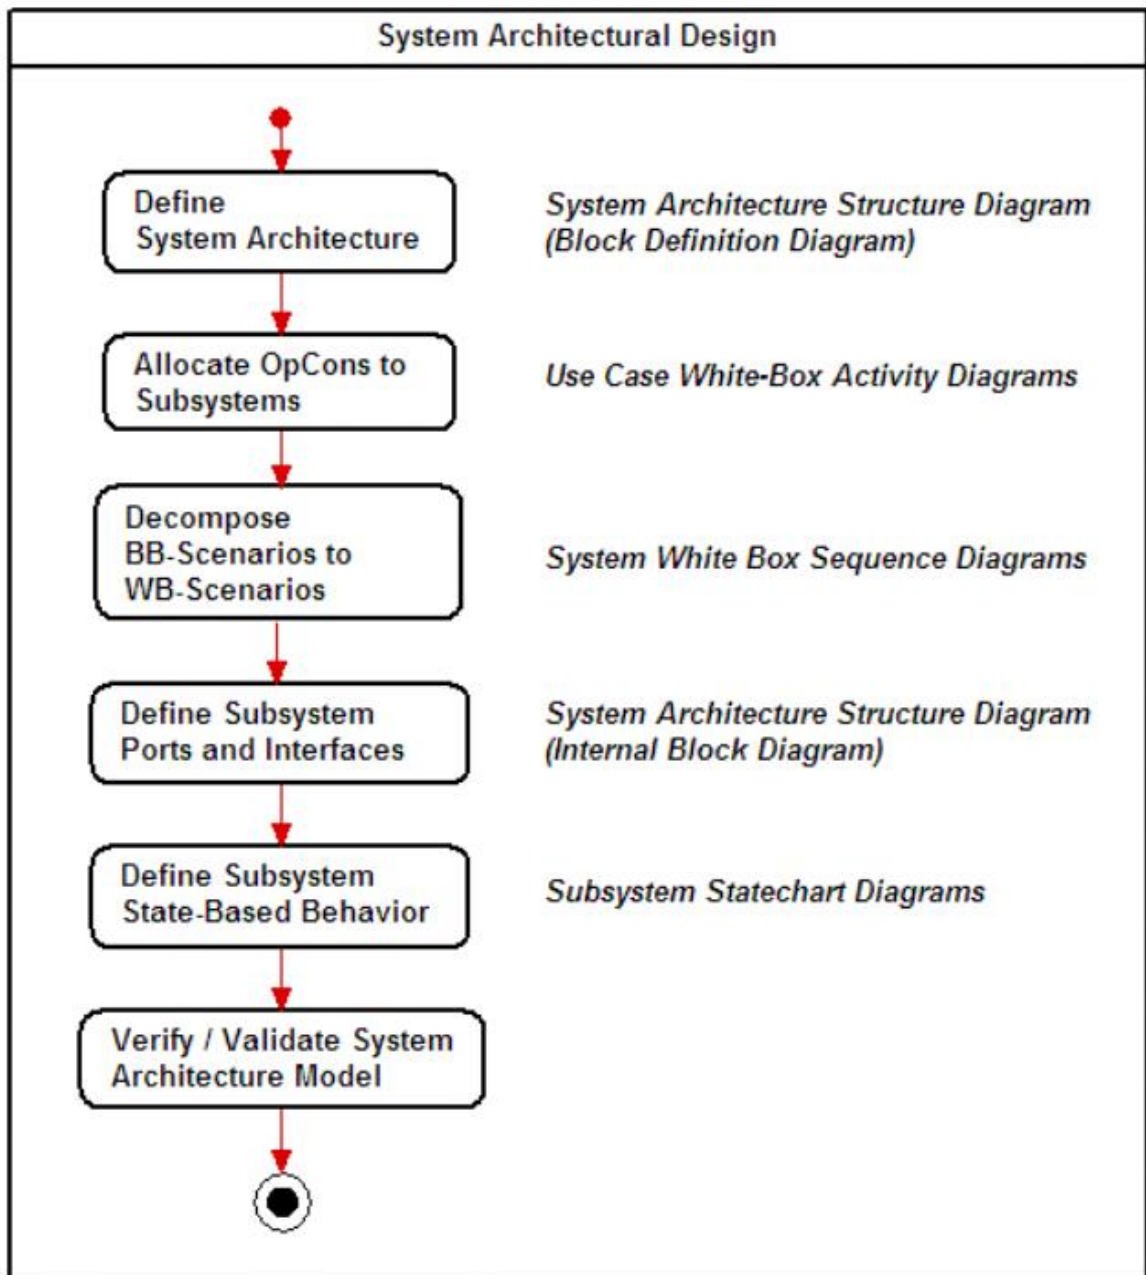 System Architectural Design
Define
System Architecture
System Architecture Structure Diagram
(Block Definition Diagram)
Allocate OpCons to
Subsystems
Use Case White-Box Activity Diagrams
Decompose
BB-Scenarios to
WB-Scenarios
System White Box Sequence Diagrams
Define Subsystem
Ports and Interfaces
System Architecture Structure Diagram
(Internal Block Diagram)
Define Subsystem
State-Based Behavior
Subsystem Statechart Diagrams
Verify / Validate System
Architecture Model